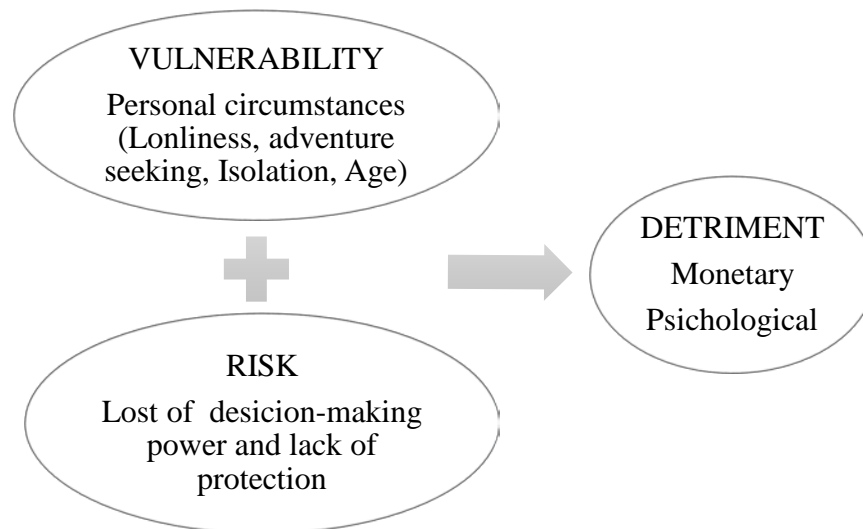 VULNERABILITY
Personal circumstances
(Lonliness, adventure
seeking, Isolation, Age)
RISK
Lost of desicion-making
power and lack of
protection
DETRIMENT
Monetary
Psichological